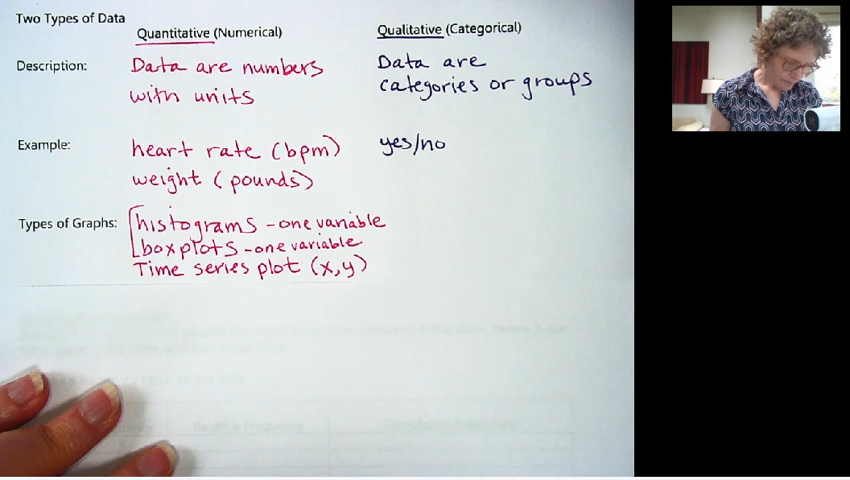 Two Types of Data
Quantitative (Numerical)
Qualitative (Categorical)
Description:
Data are numbers
with units
Data are
categories or groups
Example:
heart rate (bpm)
weight (pounds)
yes/no
Types of Graphs:
histograms - one variable
boxplots - one variable
Time series plot (x,y)